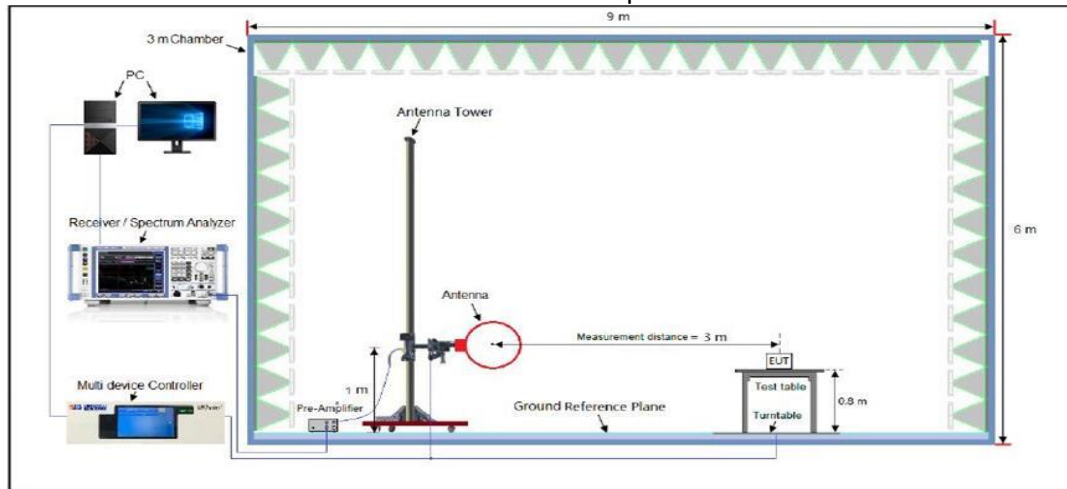 9 m
3 m Chamber
PC
Antenna Tower
Receiver / Spectrum Analyzer
6 m
Antenna
Measurement distance = 3 m
EUT
Multi device Controller
1 m
Test table
0.8 m
Pre-Amplifier
Ground Reference Plane
Turntable